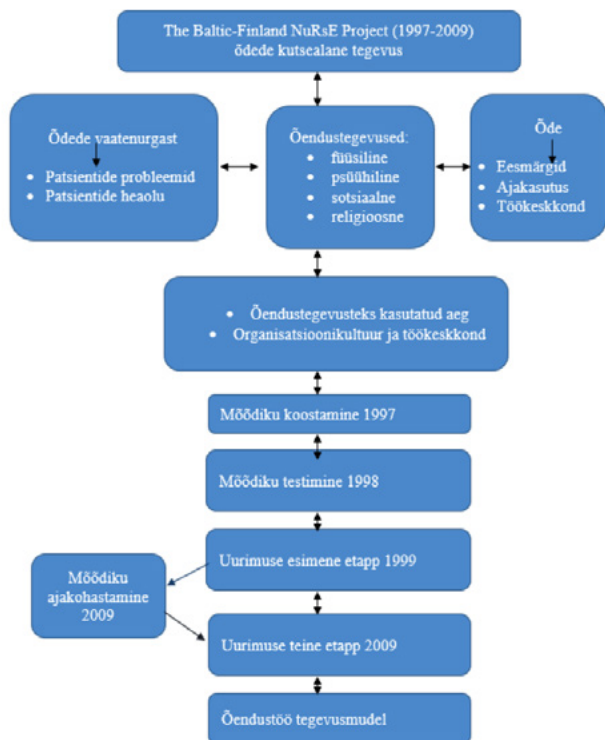 The Baltic-Finland NuRsE Project (1997-2009)
õdede kutsealane tegevus
Õdede vaatenurgast
• Patsientide probleemid
• Patsientide heaolu
Õendustegevused:
• füüsiline
• psüühiline
• sotsiaalne
• religioosne
Õde
• Eesmärgid
• Ajakasutus
• Töökeskkond
• Õendustegevusteks kasutatud aeg
• Organisatsioonikultuur ja töökeskkond
Mõõdiku koostamine 1997
Mõõdiku testimine 1998
Uurimuse esimene etapp 1999
Mõõdiku
ajakohastamine
2009
Uurimuse teine etapp 2009
Õendustöö tegevusmudel